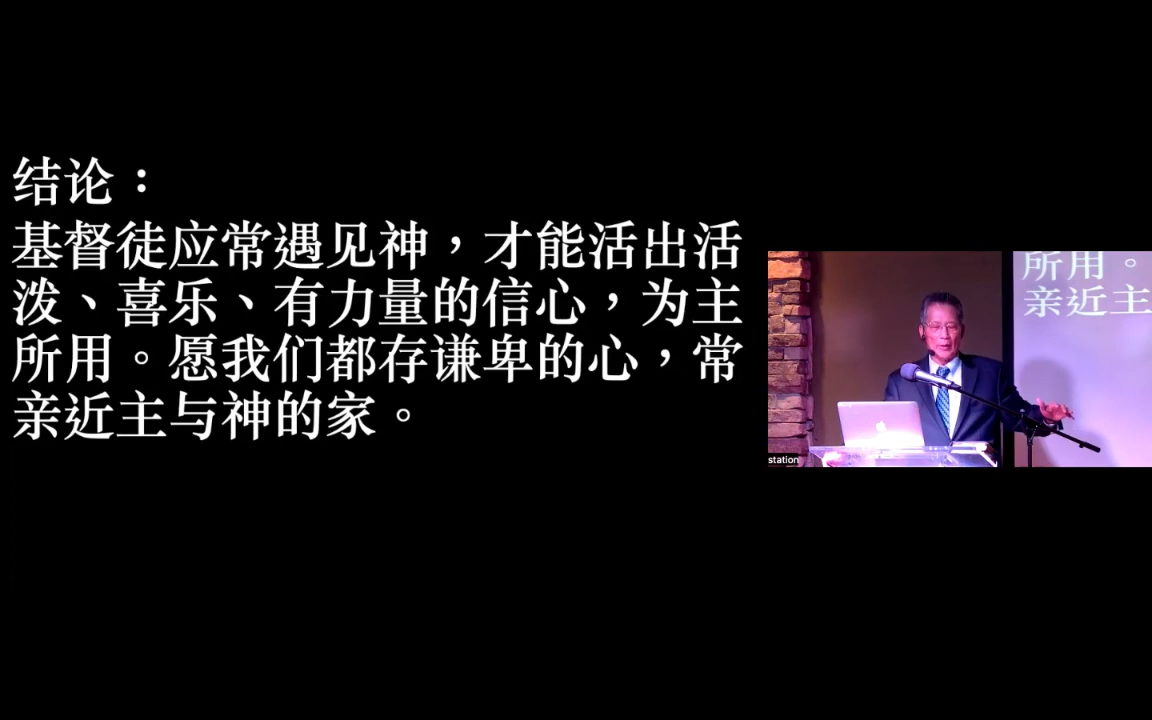 结论：
基督徒应常遇见神，才能活出活
泼、喜乐、有力量的信心，为主
所用。愿我们都存谦卑的心，常
亲近主与神的家。
所用。
亲近主
station